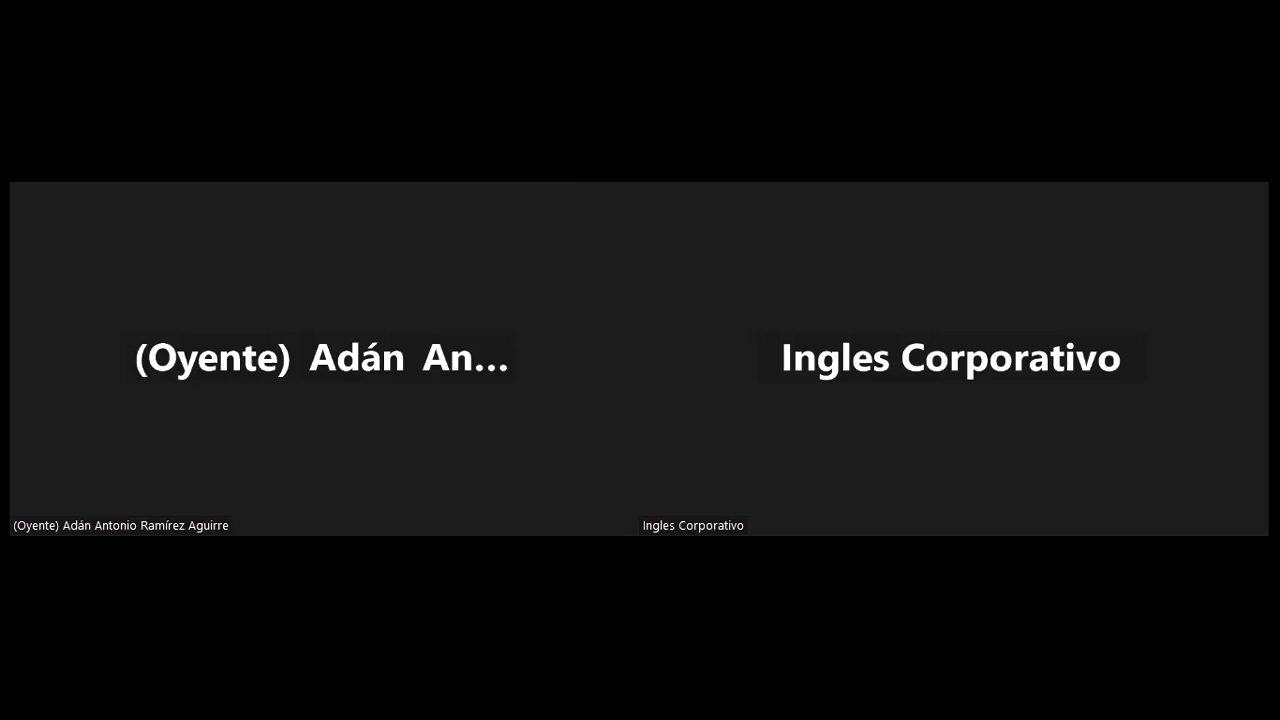 (Oyente) Adán An...
Ingles Corporativo
(Oyente) Adán Antonio Ramírez Aguirre
Ingles Corporativo